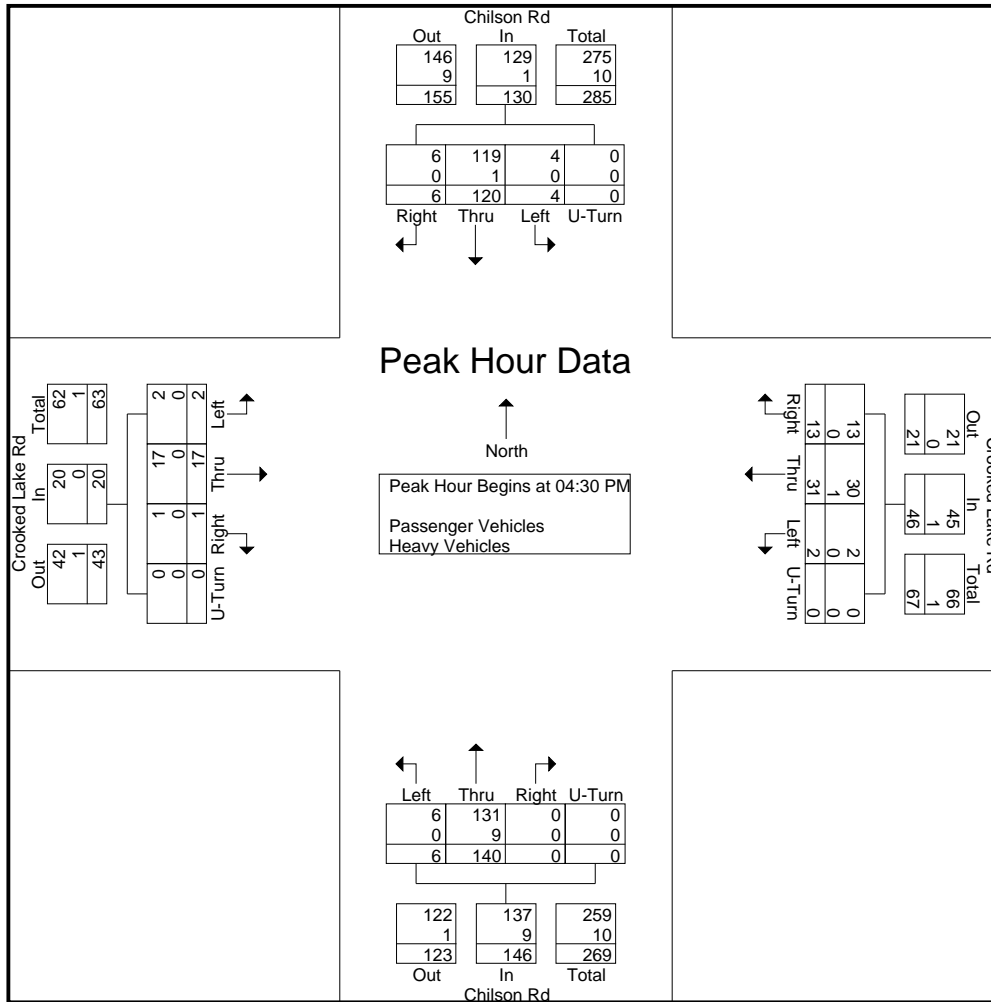 Chilson Rd
Out In Total
146 129 275
9 1 10
155 130 285
6 119 4 0
0 1 0 0
6 120 4 0
Right Thru Left U-Turn
Peak Hour Data
North
Peak Hour Begins at 04:30 PM
Passenger Vehicles
Heavy Vehicles
Crooked Lake Rd
Total In Out
62 20 42
1 0 1
63 20 43
2 17 1 0
0 0 0 0
2 17 1 0
Left Thru Right U-Turn
Crooked Lake Rd
Out In Total
21 45 66
0 1 1
21 46 67
13 30 2 0
0 1 0 0
13 31 2 0
Right Thru Left U-Turn
Left Thru Right U-Turn
6 131 0 0
0 9 0 0
6 140 0 0
122 137 259
1 9 10
123 146 269
Out In Total
Chilson Rd